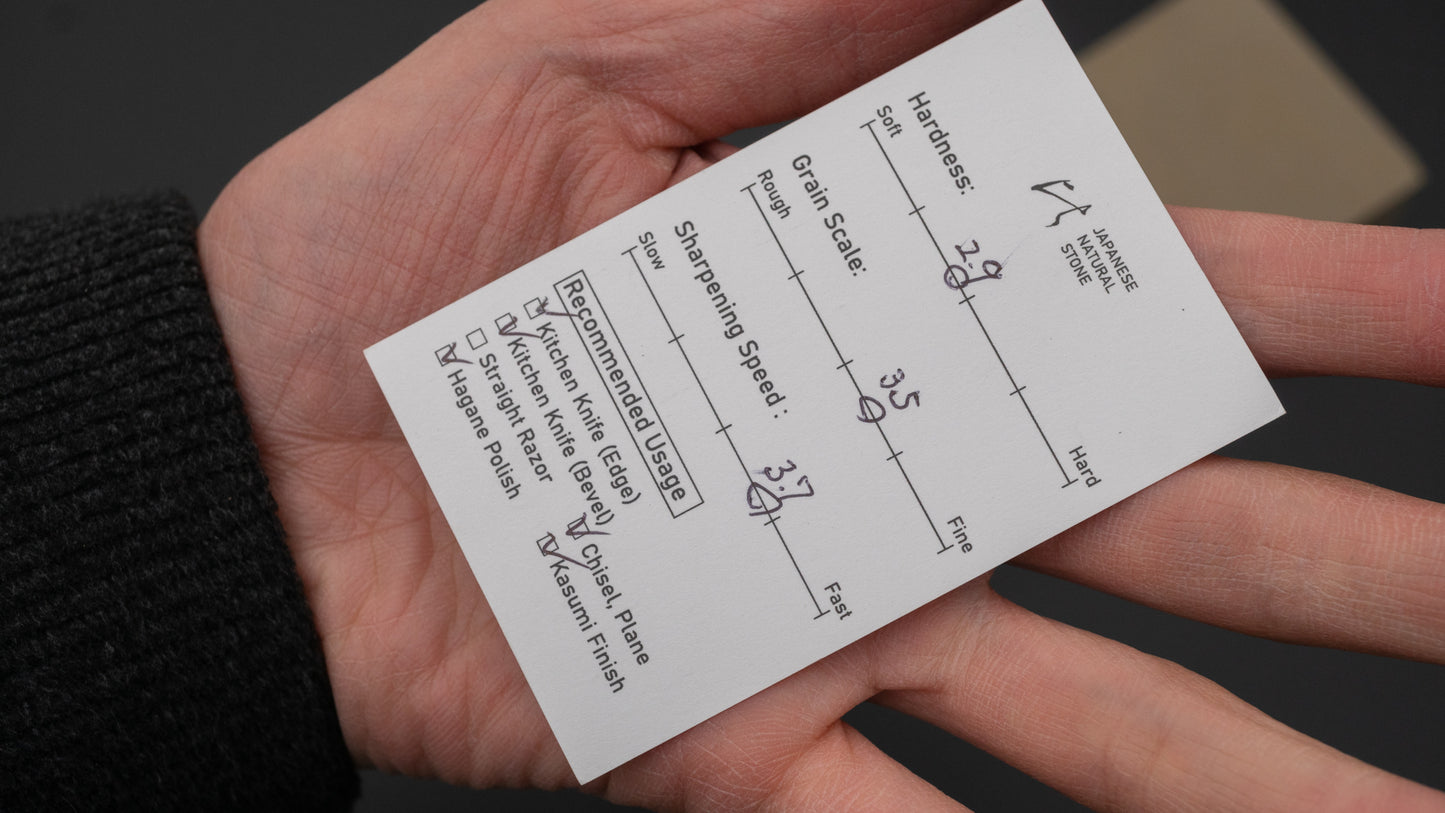 JAPANESE
NATURAL
STONE
Hardness:
2.9
Soft Hard
Grain Scale:
3.5
Rough Fine
Sharpening Speed :
3.7
Slow Fast
Recommended Usage
Kitchen Knife (Edge)
Kitchen Knife (Bevel) Chisel, Plane
Straight Razor Kasumi Finish
Hagane Polish